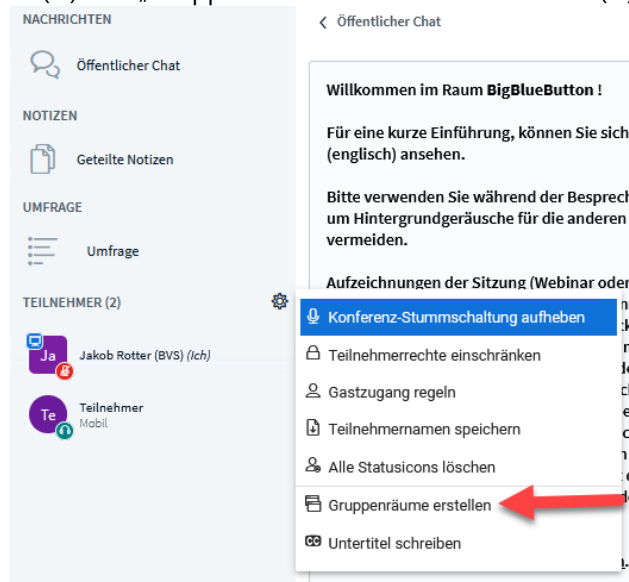 NACHRICHTEN
Öffentlicher Chat
NOTIZEN
Geteilte Notizen
UMFRAGE
Umfrage
TEILNEHMER (2)
Ja
Jakob Rotter (BVS) (Ich)
Te
Teilnehmer
Mobil
Öffentlicher Chat
Willkommen im Raum BigBlueButton !
Für eine kurze Einführung, können Sie sich
(englisch) ansehen.
Bitte verwenden Sie während der
um Hintergrundgeräusche für die anderen
vermeiden.
Aufzeichnungen der Sitzung (Webinar oder
Konferenz-Stummschaltung aufheben
Teilnehmerrechte einschränken
Gastzugang regeln
Teilnehmernamen speichern
Alle Statusicons löschen
Gruppenräume erstellen
CC Untertitel schreiben